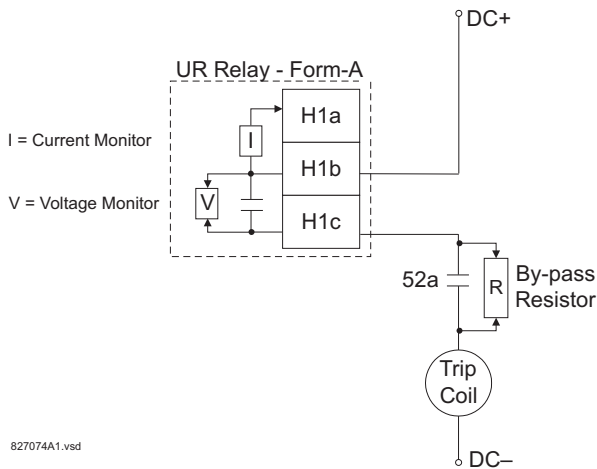 DC+
UR Relay - Form-A
I = Current Monitor
V = Voltage Monitor
I
V
H1a
H1b
H1c
52a
R
By-pass
Resistor
Trip
Coil
DC–
827074A1.vsd